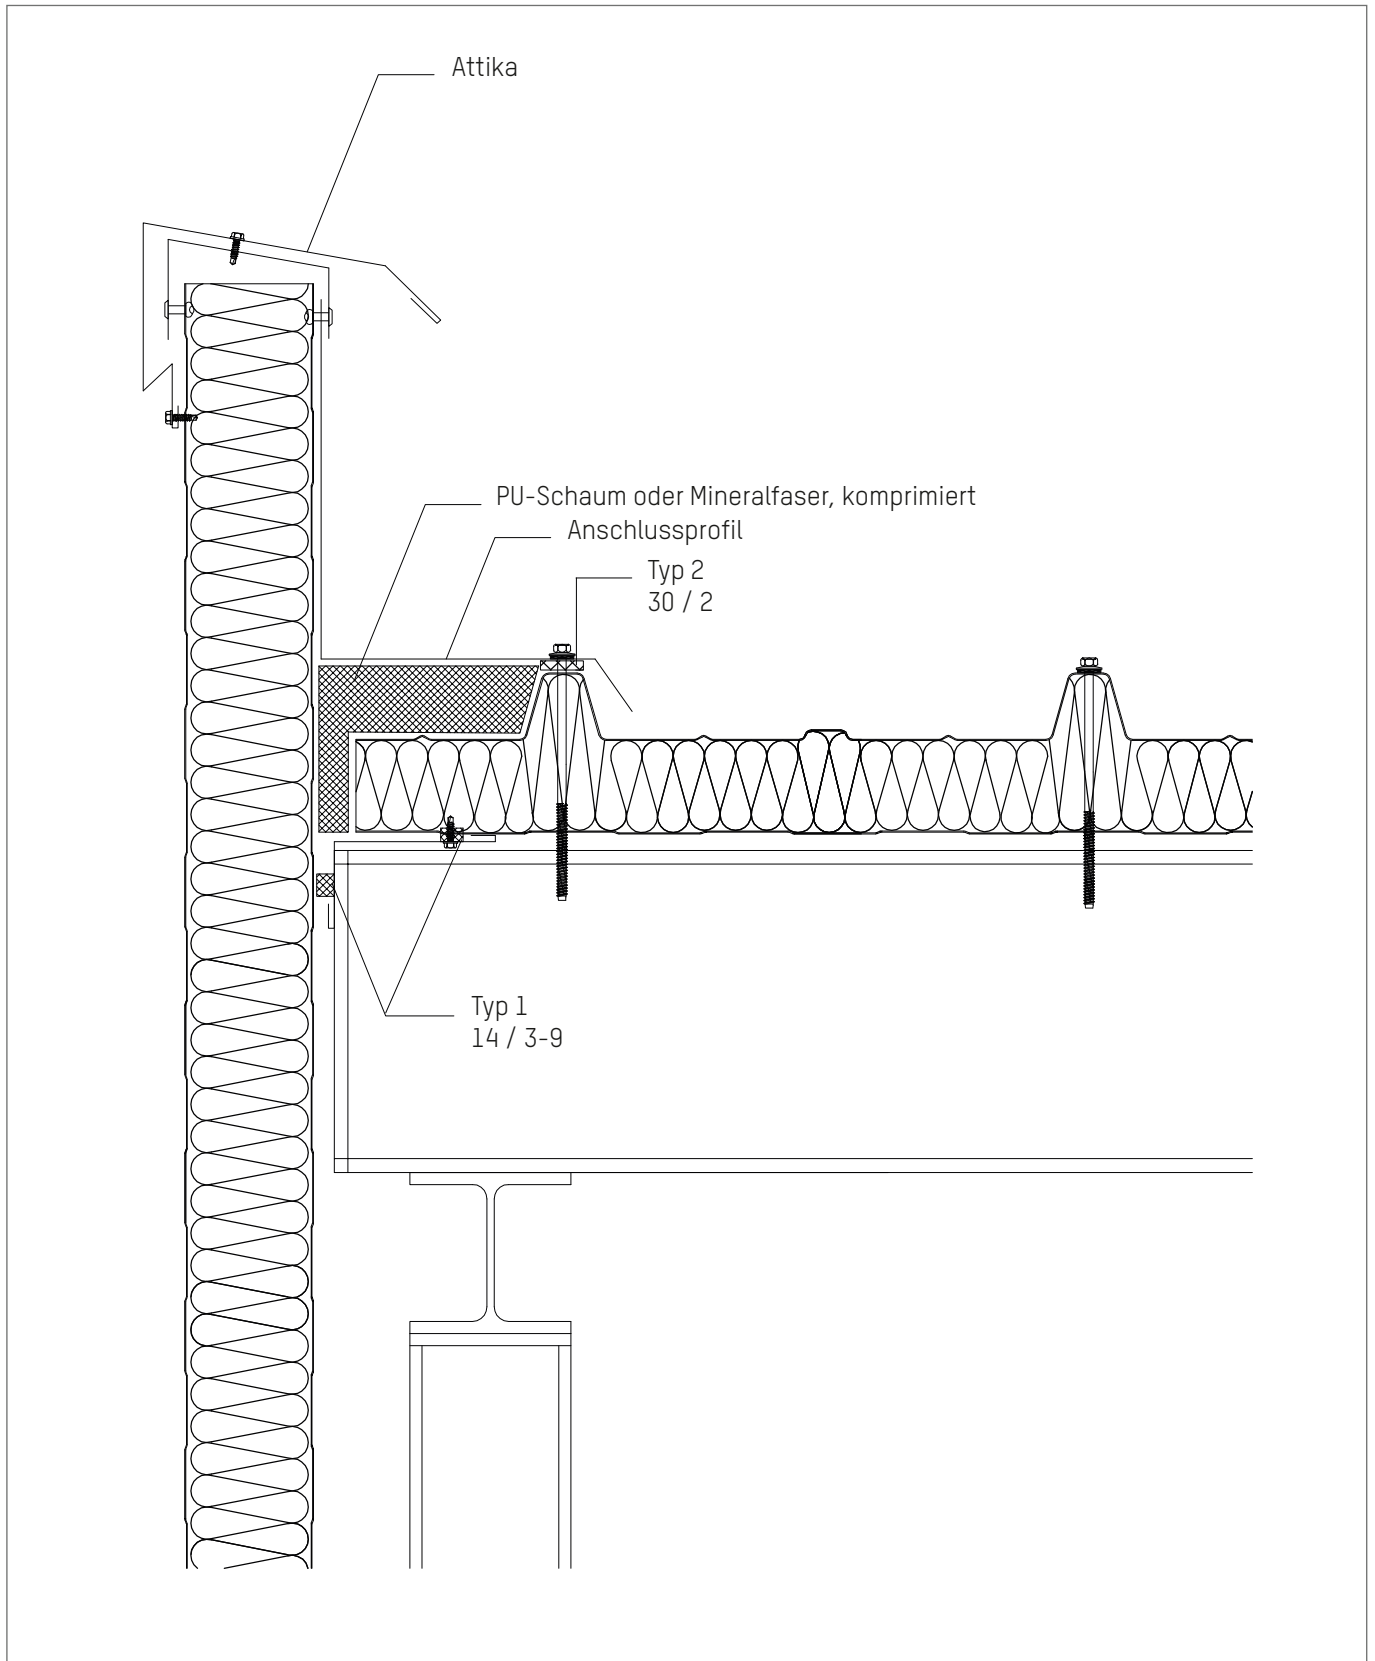 Attika
PU-Schaum oder Mineralfaser, komprimiert
Anschlussprofil
Typ 2
30 / 2
Typ 1
14 / 3-9